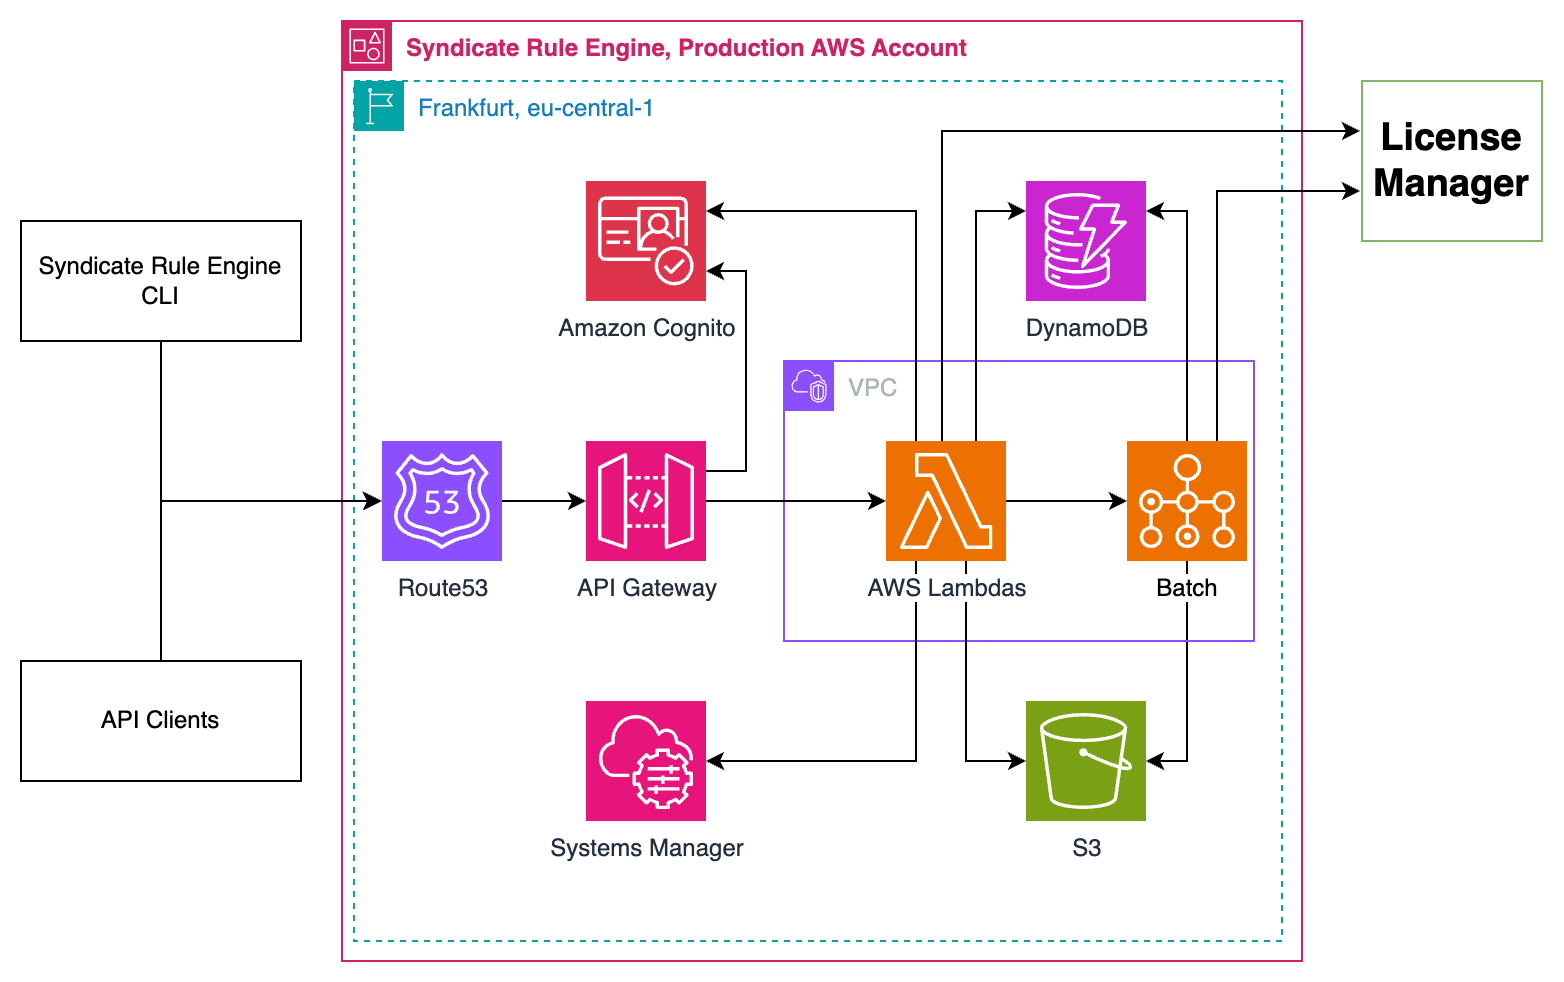 Syndicate Rule Engine, Production AWS Account
Frankfurt, eu-central-1
License
Manager
Syndicate Rule Engine
CLI
Amazon Cognito
DynamoDB
VPC
53
Route53
API Gateway
AWS Lambdas
Batch
API Clients
Systems Manager
S3